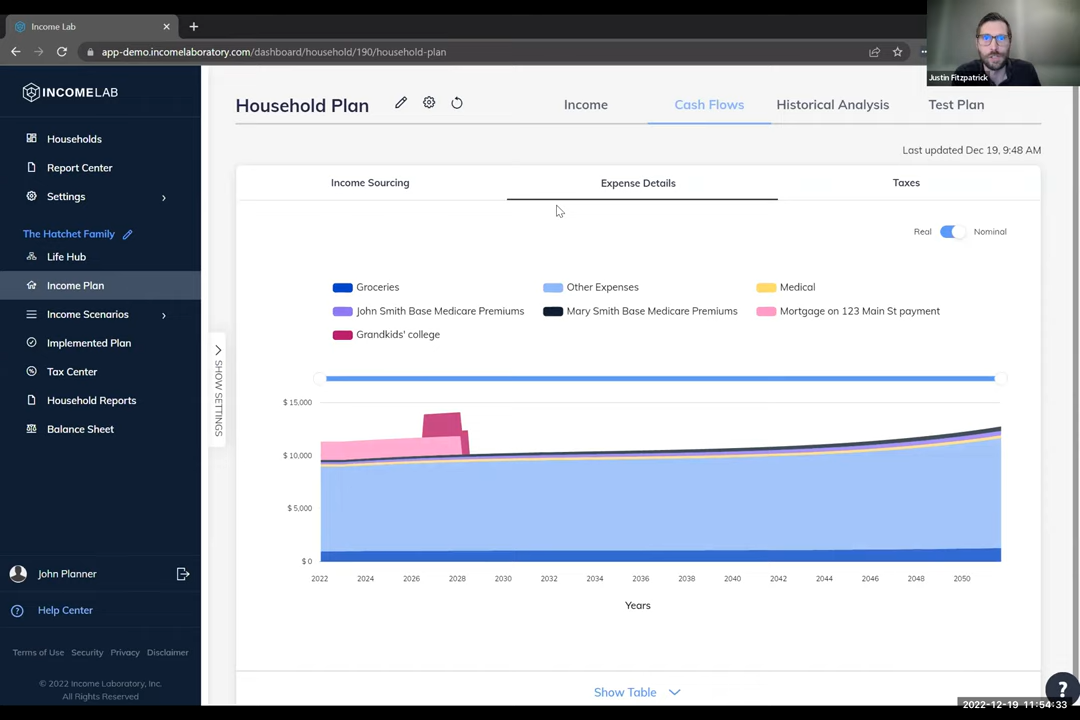 Income Lab
app-demo.incomelaboratory.com/dashboard/household/190/household-plan
Justin Fitzpatrick
INCOMELAB
Households
Report Center
Settings
The Hatchet Family
Life Hub
Income Plan
Income Scenarios
Implemented Plan
Tax Center
Household Reports
Balance Sheet
John Planner
Help Center
Terms of Use Security Privacy Disclaimer
© 2022 Income Laboratory, Inc.
All Rights Reserved
SHOW SETTINGS
Household Plan
Income Cash Flows Historical Analysis Test Plan
Last updated Dec 19, 9:48 AM
Income Sourcing Expense Details Taxes
Real Nominal
Groceries Other Expenses Medical
John Smith Base Medicare Premiums Mary Smith Base Medicare Premiums Mortgage on 123 Main St payment
Grandkids' college
$ 15,000
$ 10,000
$ 5,000
$ 0
2022 2024 2026 2028 2030 2032 2034 2036 2038 2040 2042 2044 2046 2048 2050
Years
Show Table
?
2022-12-19 11:54:33